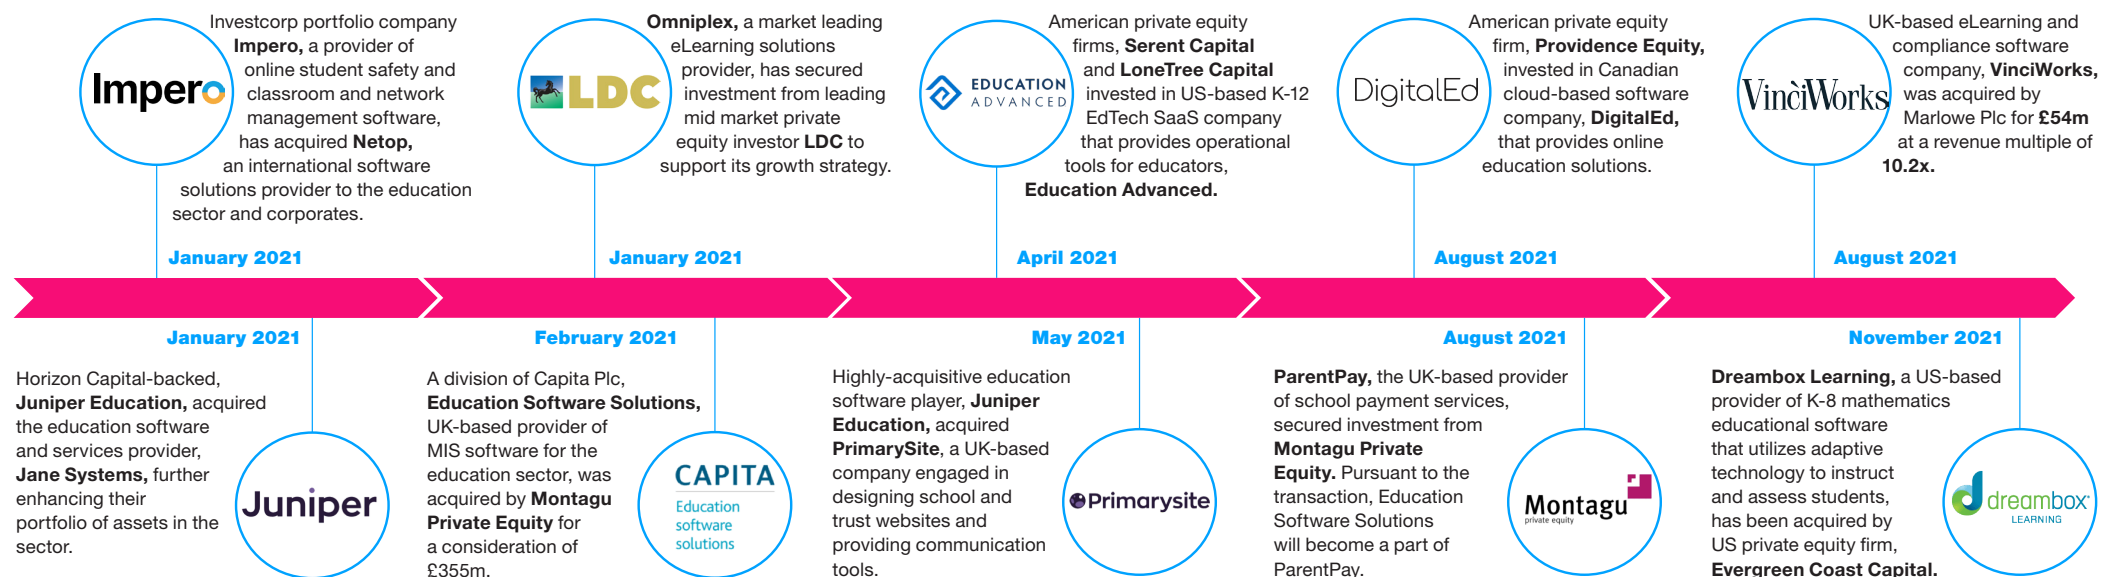 Investcorp portfolio company
Impero, a provider of
online student safety and
classroom and network
management software,
has acquired Netop,
an international software
solutions provider to the education
sector and corporates.
Impero
January 2021
Omniplex, a market leading
eLearning solutions
provider, has secured
investment from leading
mid market private
equity investor LDC to
support its growth strategy.
LDC
January 2021
American private equity
firms, Serent Capital
and LoneTree Capital
invested in US-based K-12
EdTech SaaS company
that provides operational
tools for educators,
Education Advanced.
EDUCATION
ADVANCED
April 2021
American private equity
firm, Providence Equity,
invested in Canadian
cloud-based software
company, DigitalEd,
that provides online
education solutions.
DigitalEd
August 2021
UK-based eLearning and
compliance software
company, VinciWorks,
was acquired by
Marlowe Plc for £54m
at a revenue multiple of
10.2x.
VinciWorks
August 2021
January 2021
Horizon Capital-backed,
Juniper Education, acquired
the education software
and services provider,
Jane Systems, further
enhancing their
portfolio of assets in the
sector.
Juniper
February 2021
A division of Capita Plc,
Education Software Solutions,
UK-based provider of
MIS software for the
education sector, was
acquired by Montagu
Private Equity for
a consideration of
£355m.
CAPITA
Education
software
solutions
May 2021
Highly-acquisitive education
software player, Juniper
Education, acquired
PrimarySite, a UK-based
company engaged in
designing school and
trust websites and
providing communication
tools.
Primarysite
August 2021
ParentPay, the UK-based provider
of school payment services,
secured investment from
Montagu Private
Equity. Pursuant to the
transaction, Education
Software Solutions
will become a part of
ParentPay.
Montagu
private equity
November 2021
Dreambox Learning, a US-based
provider of K-8 mathematics
educational software
that utilizes adaptive
technology to instruct
and assess students,
has been acquired by
US private equity firm,
Evergreen Coast Capital.
dreambox
LEARNING